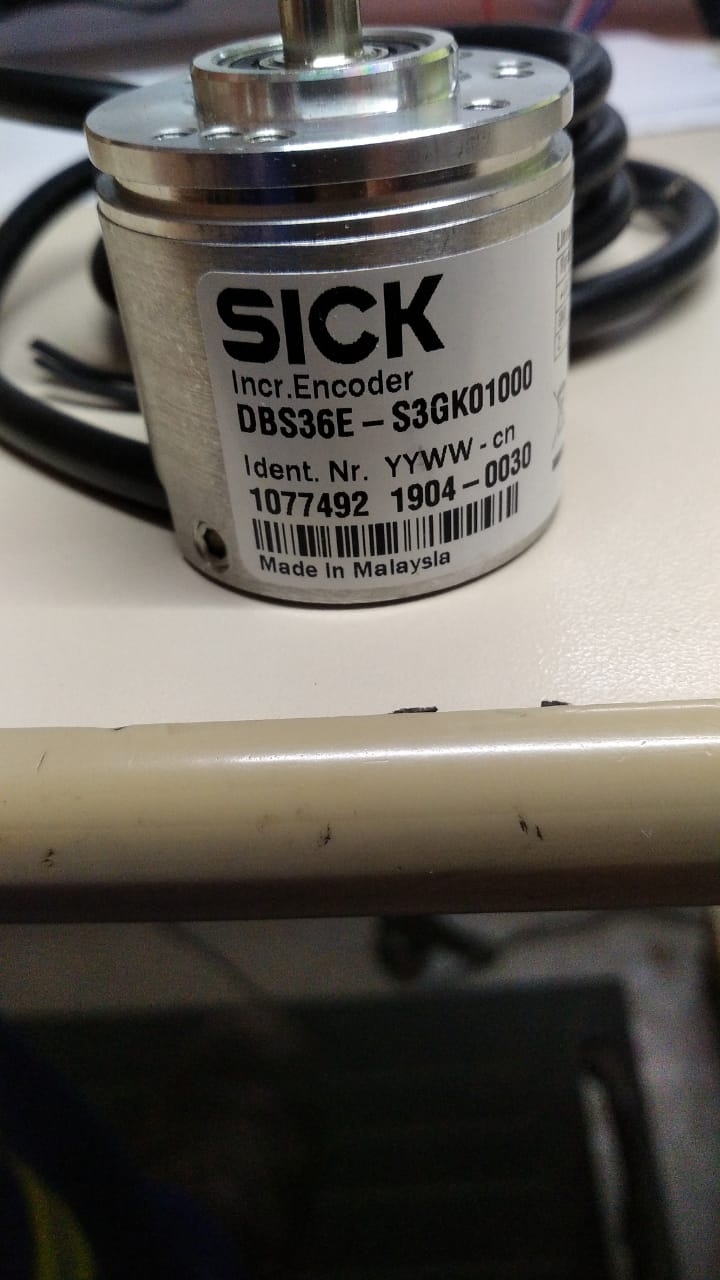 SICK
Incr.Encoder
DBS36E-S3GK01000
Ident. Nr. YYWW-cn
1077492 1904-0030
Made in Malaysia